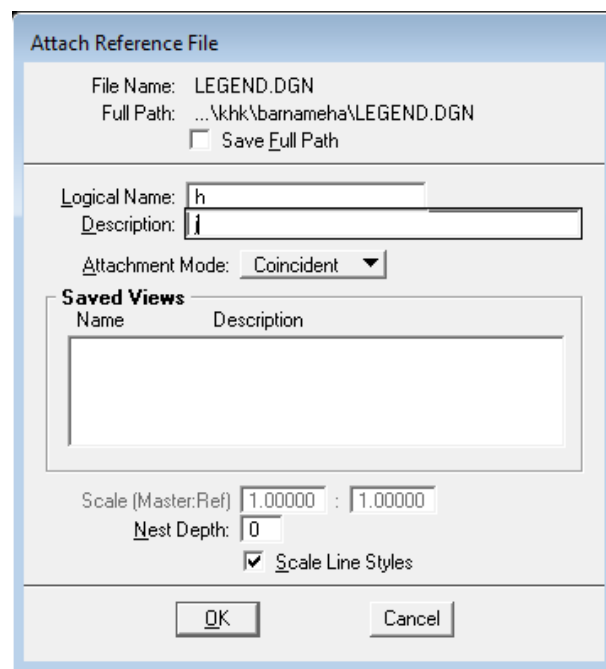 Attach Reference File
File Name: LEGEND.DGN
Full Path: ...\khk\barnameha\LEGEND.DGN
Save Full Path
Logical Name: h
Description: j
Attachment Mode: Coincident
Saved Views
Name Description
Scale (Master:Ref) 1.00000 : 1.00000
Nest Depth: 0
Scale Line Styles
OK Cancel